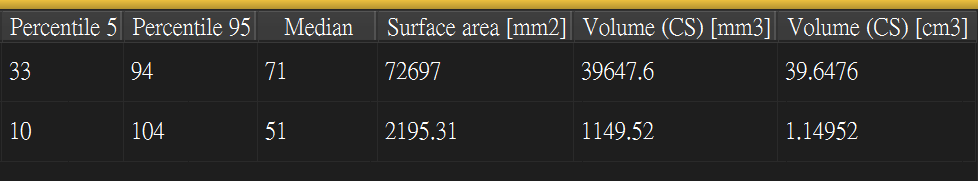 Percentile 5 Percentile 95 Median Surface area [mm2] Volume (CS) [mm3] Volume (CS) [cm3]
33 94 71 72697 39647.6 39.6476
10 104 51 2195.31 1149.52 1.14952